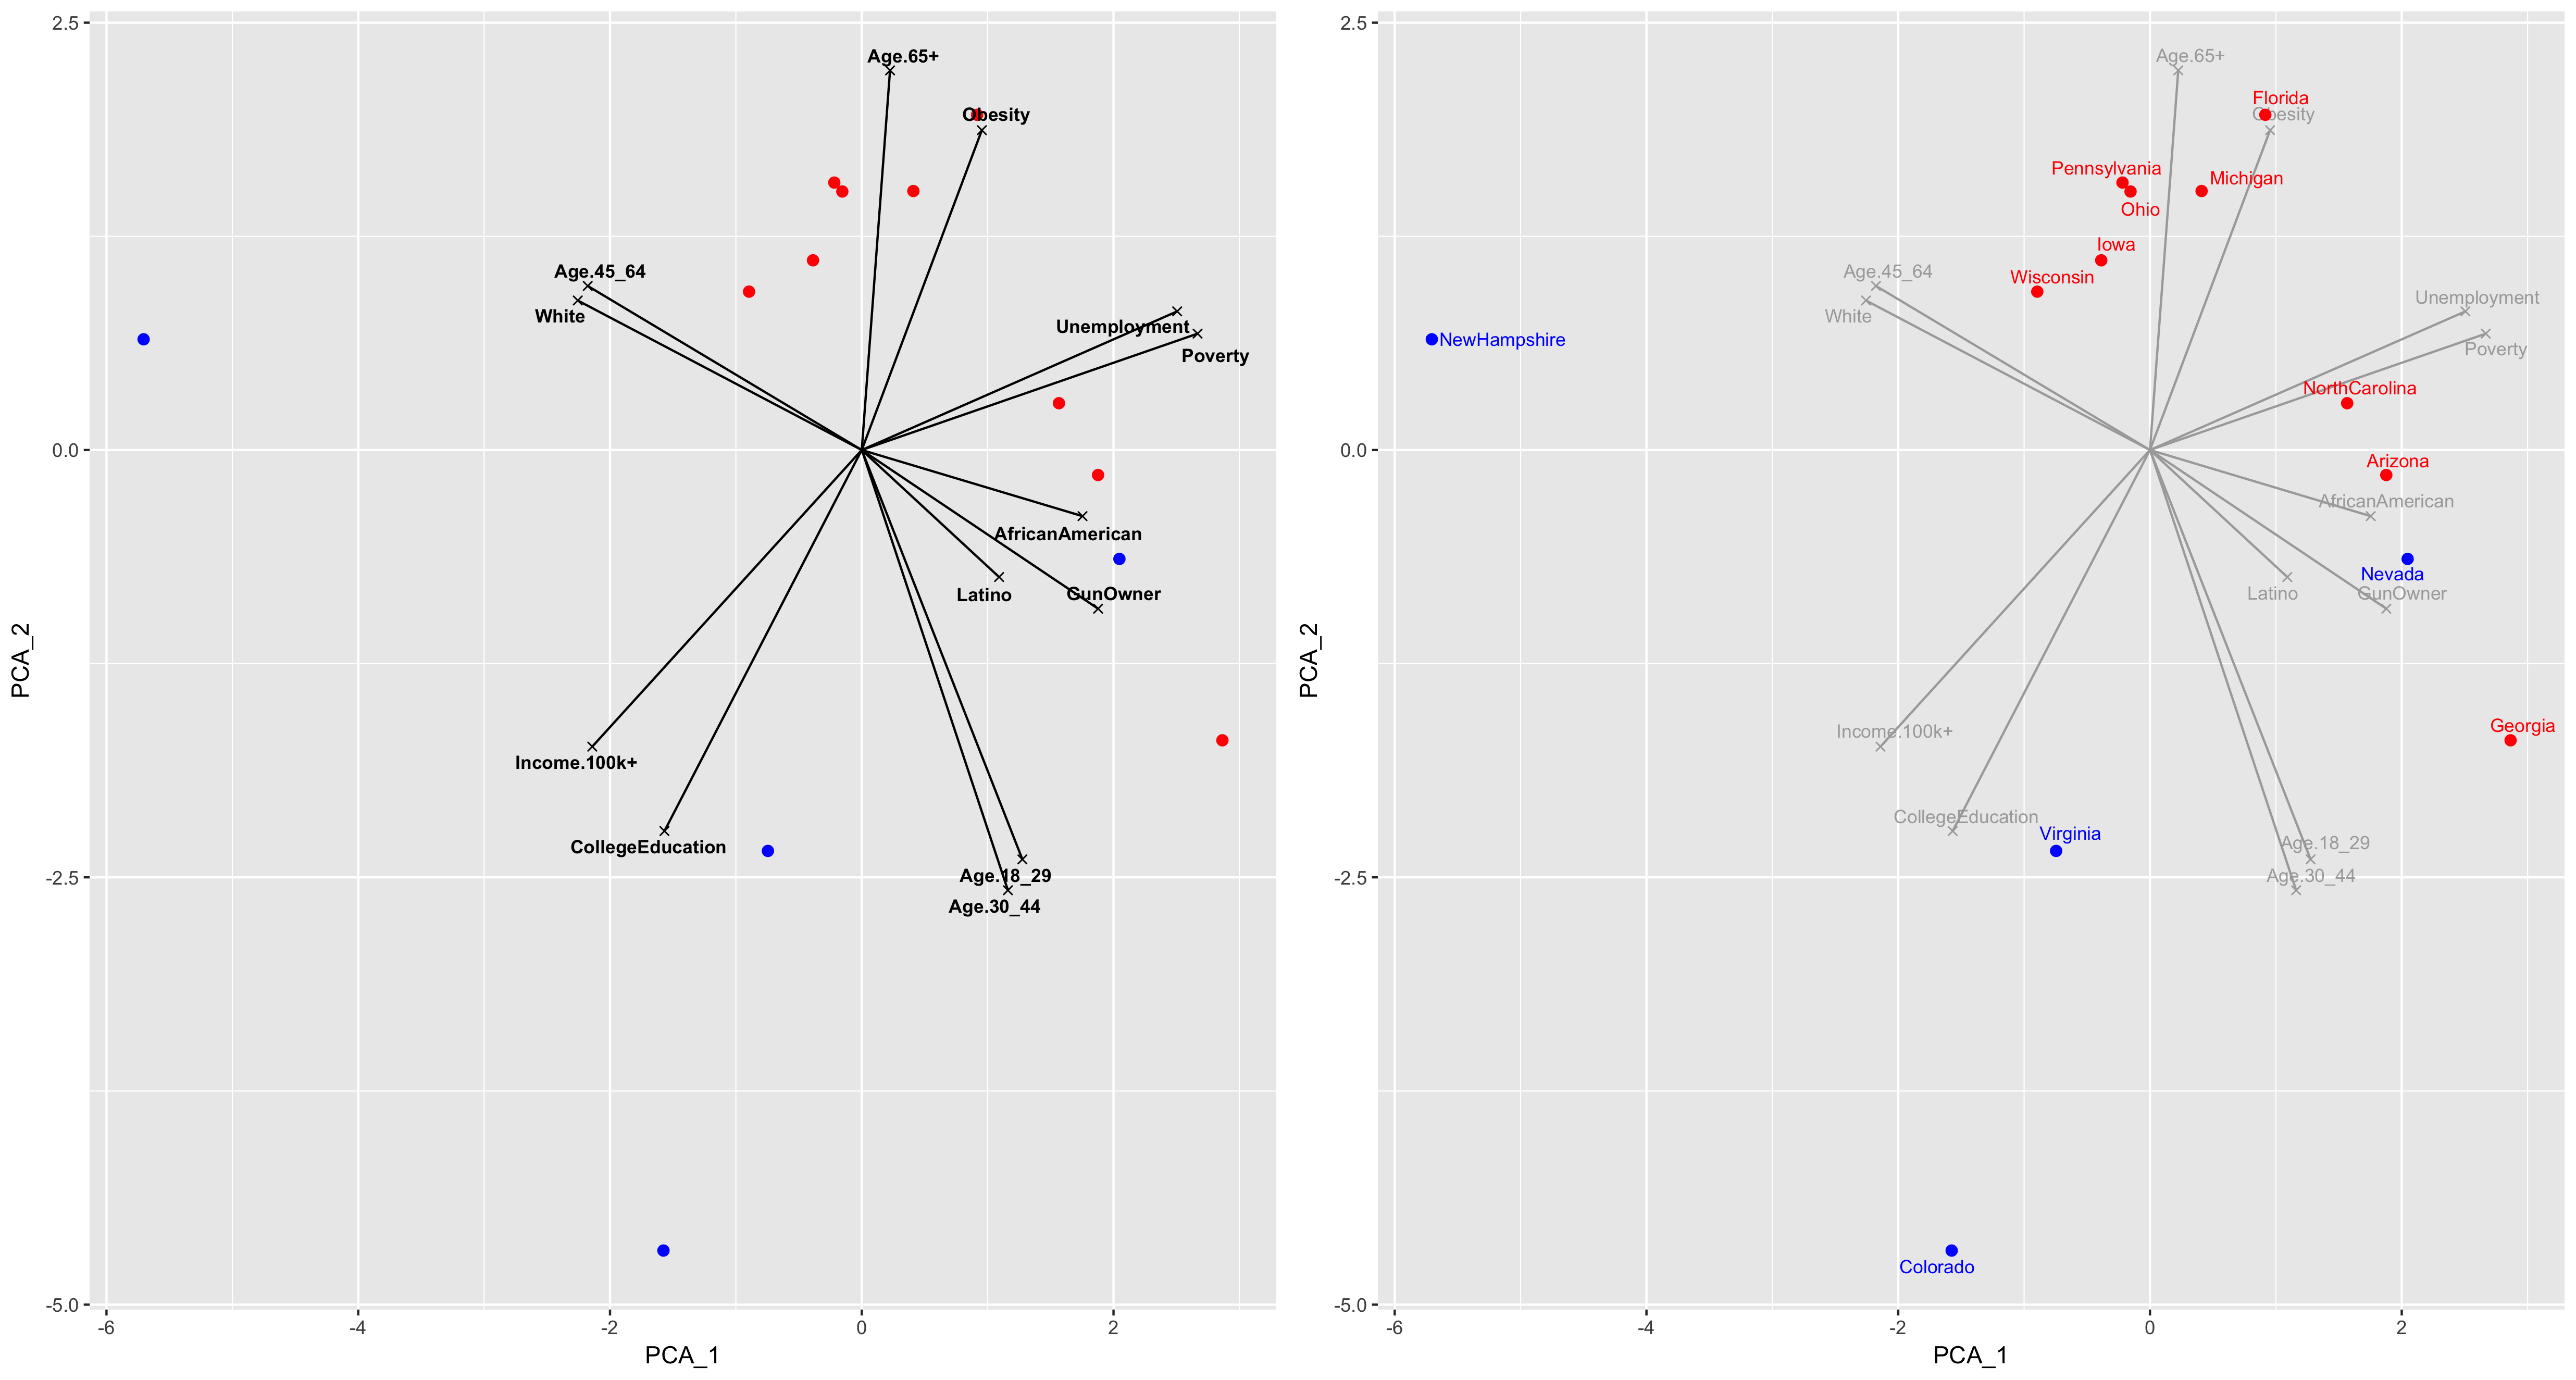 2.5
Age.65+
Obesity
Age.45_64
White
Unemployment
Poverty
0.0
AfricanAmerican
Latino
GunOwner
Income.100k+
CollegeEducation
-2.5
Age.18_29
Age.30_44
-5.0
PCA_2
-6
-4
-2
0
2
PCA_1
2.5
Age.65+
Florida
Obesity
Pennsylvania
Michigan
Ohio
Iowa
Age.45_64
Wisconsin
White
Unemployment
NewHampshire
Poverty
NorthCarolina
0.0
Arizona
AfricanAmerican
Nevada
Latino
GunOwner
Georgia
Income.100k+
CollegeEducation
Virginia
Age.18_29
-2.5
Age.30_44
Colorado
-5.0
PCA_2
-6
-4
-2
0
2
PCA_1